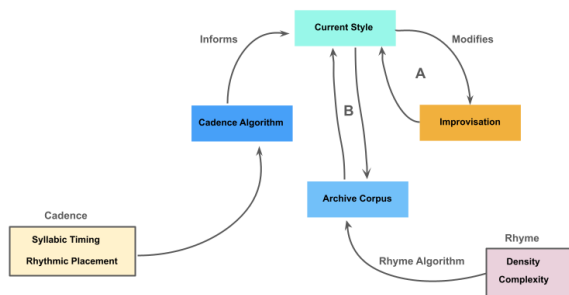 Current Style
Informs
Modifies
A
B
Cadence Algorithm
Improvisation
Archive Corpus
Cadence
Syllabic Timing
Rhythmic Placement
Rhyme Algorithm
Rhyme
Density
Complexity